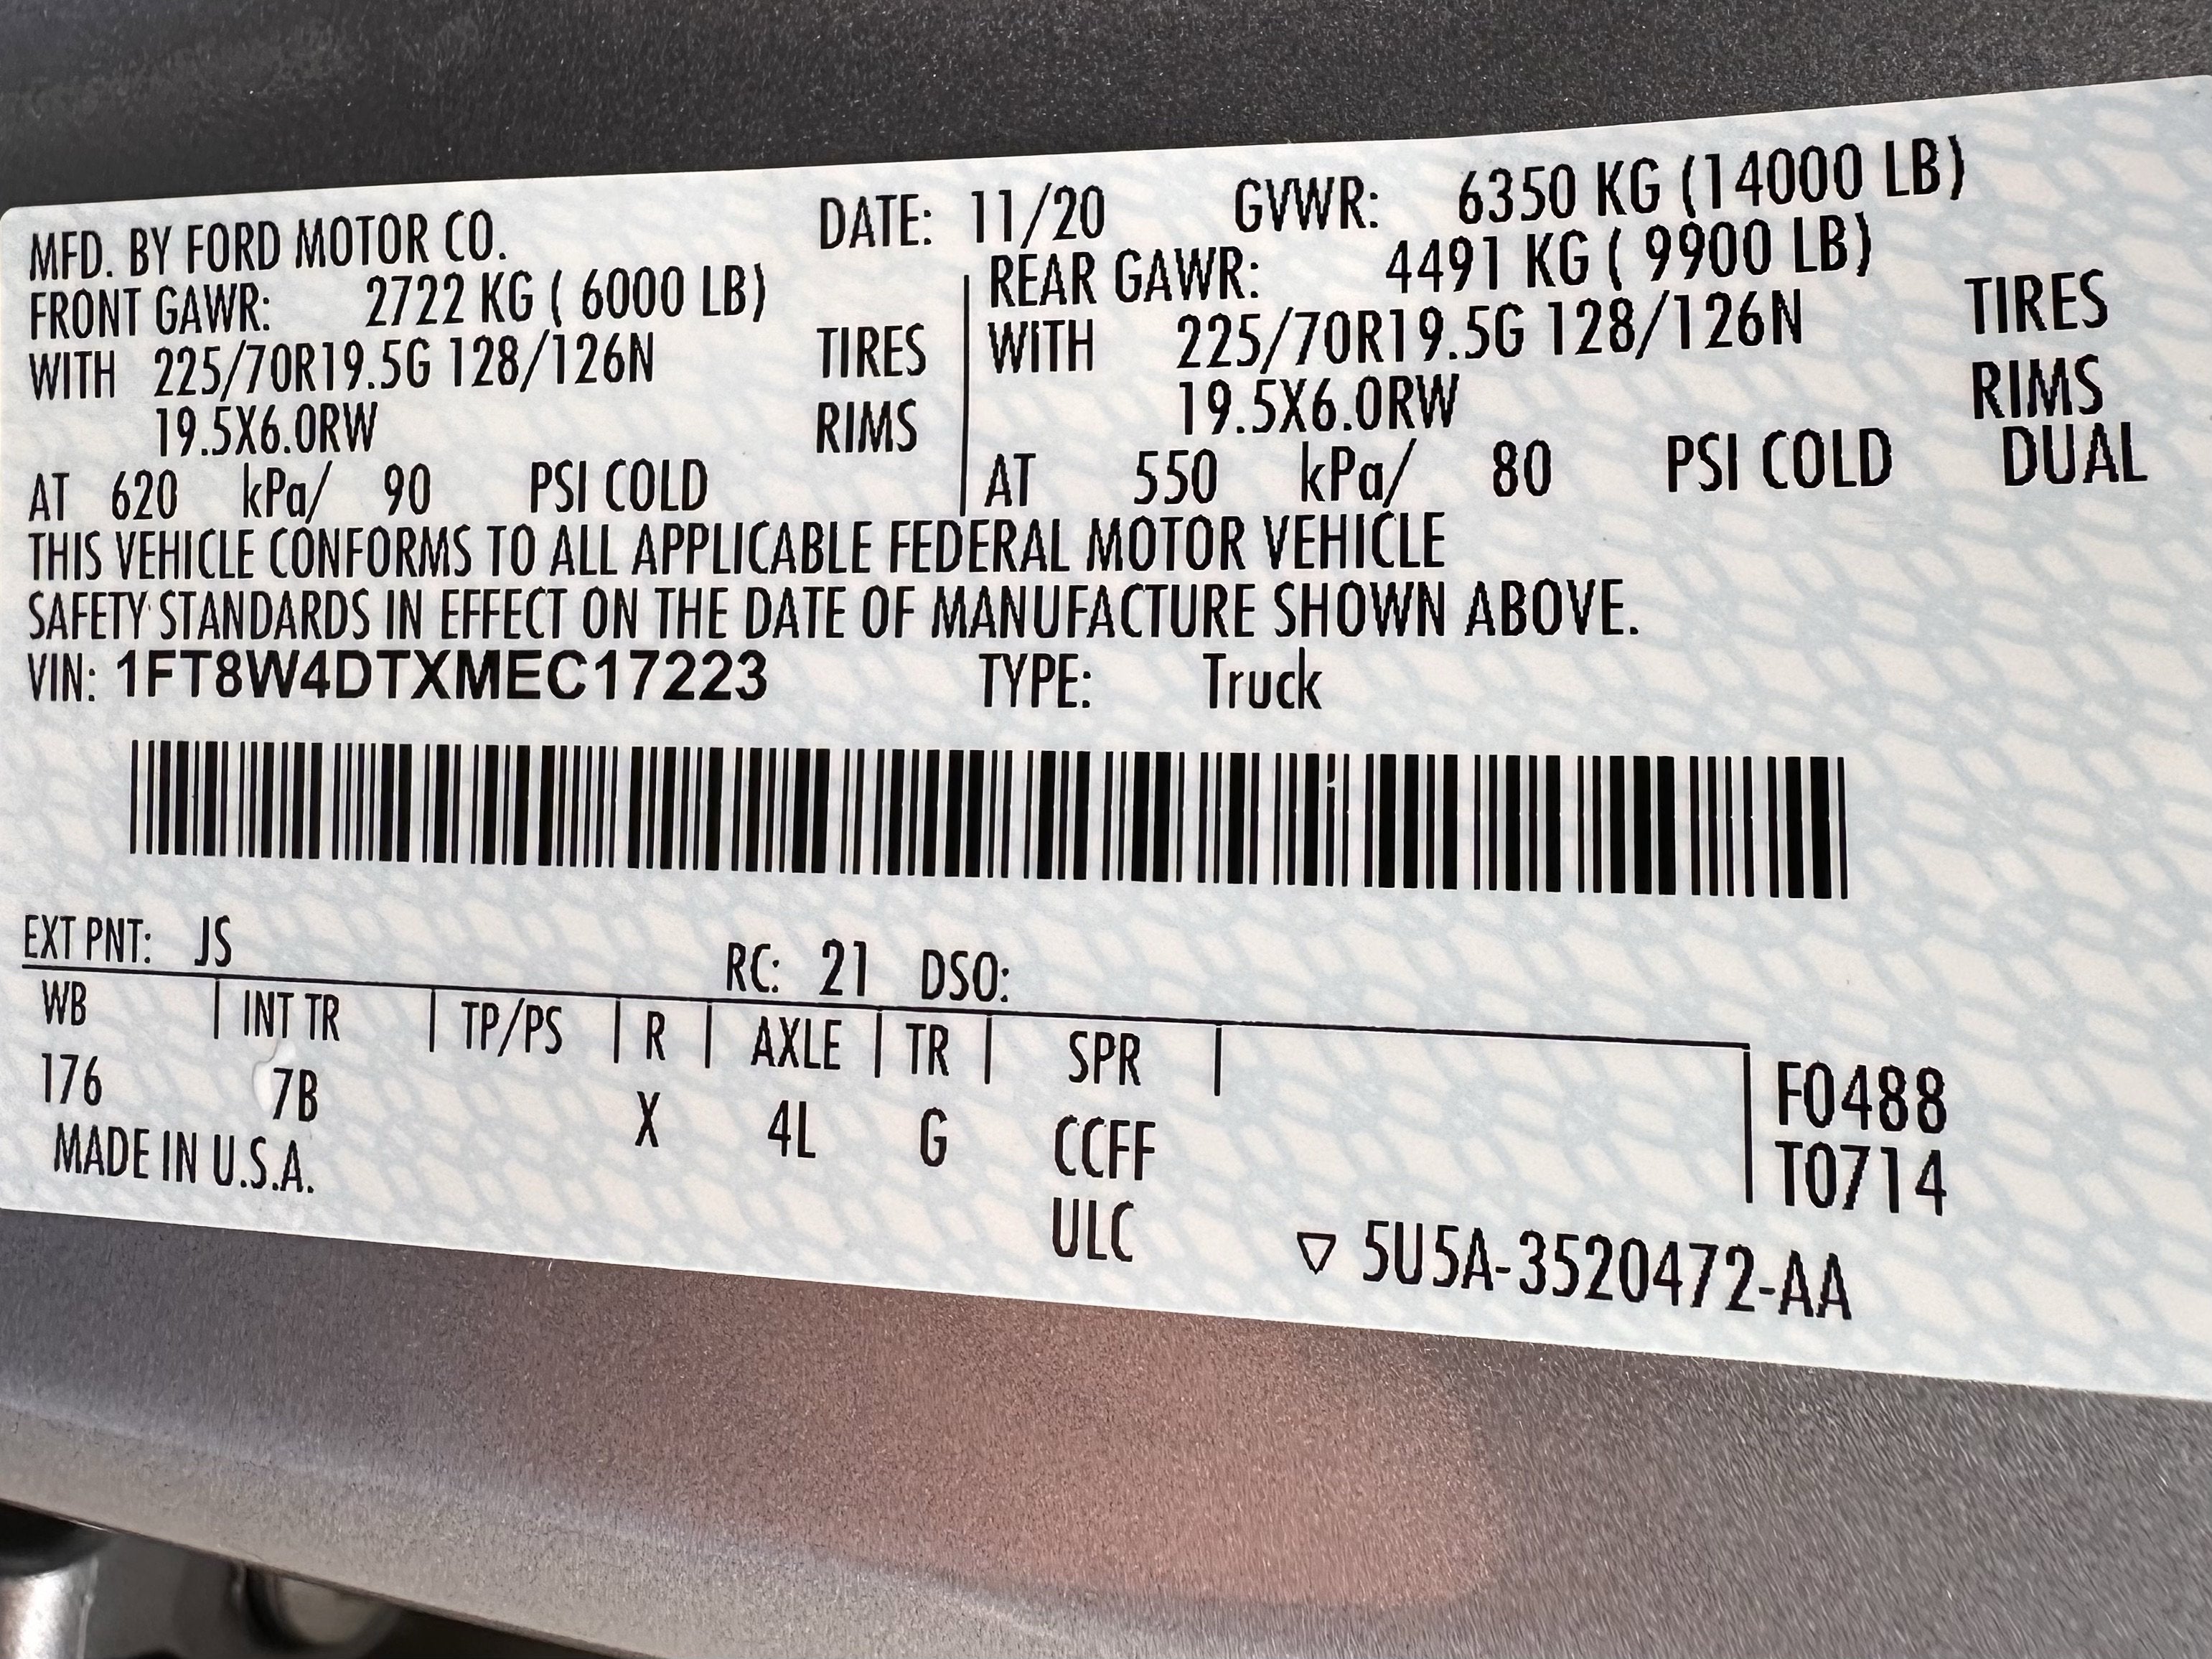 MFD. BY FORD MOTOR CO. DATE: 11/20 GVWR: 6350 KG (14000 LB)
FRONT GAWR: 2722 KG ( 6000 LB) REAR GAWR: 4491 KG ( 9900 LB)
WITH 225/70R19.5G 128/126N TIRES WITH 225/70R19.5G 128/126N TIRES
19.5X6.0RW RIMS 19.5X6.0RW RIMS
AT 620 kPa/ 90 PSI COLD AT 550 kPa/ 80 PSI COLD DUAL
THIS VEHICLE CONFORMS TO ALL APPLICABLE FEDERAL MOTOR VEHICLE
SAFETY STANDARDS IN EFFECT ON THE DATE OF MANUFACTURE SHOWN ABOVE.
VIN: 1FT8W4DTXMEC17223 TYPE: Truck
EXT PNT: JS RC: 21 DSO:
WB INT TR TP/PS R AXLE TR SPR F0488
176 7B X 4L G CCFF T0714
MADE IN U.S.A. ULC ▽ 5U5A-3520472-AA